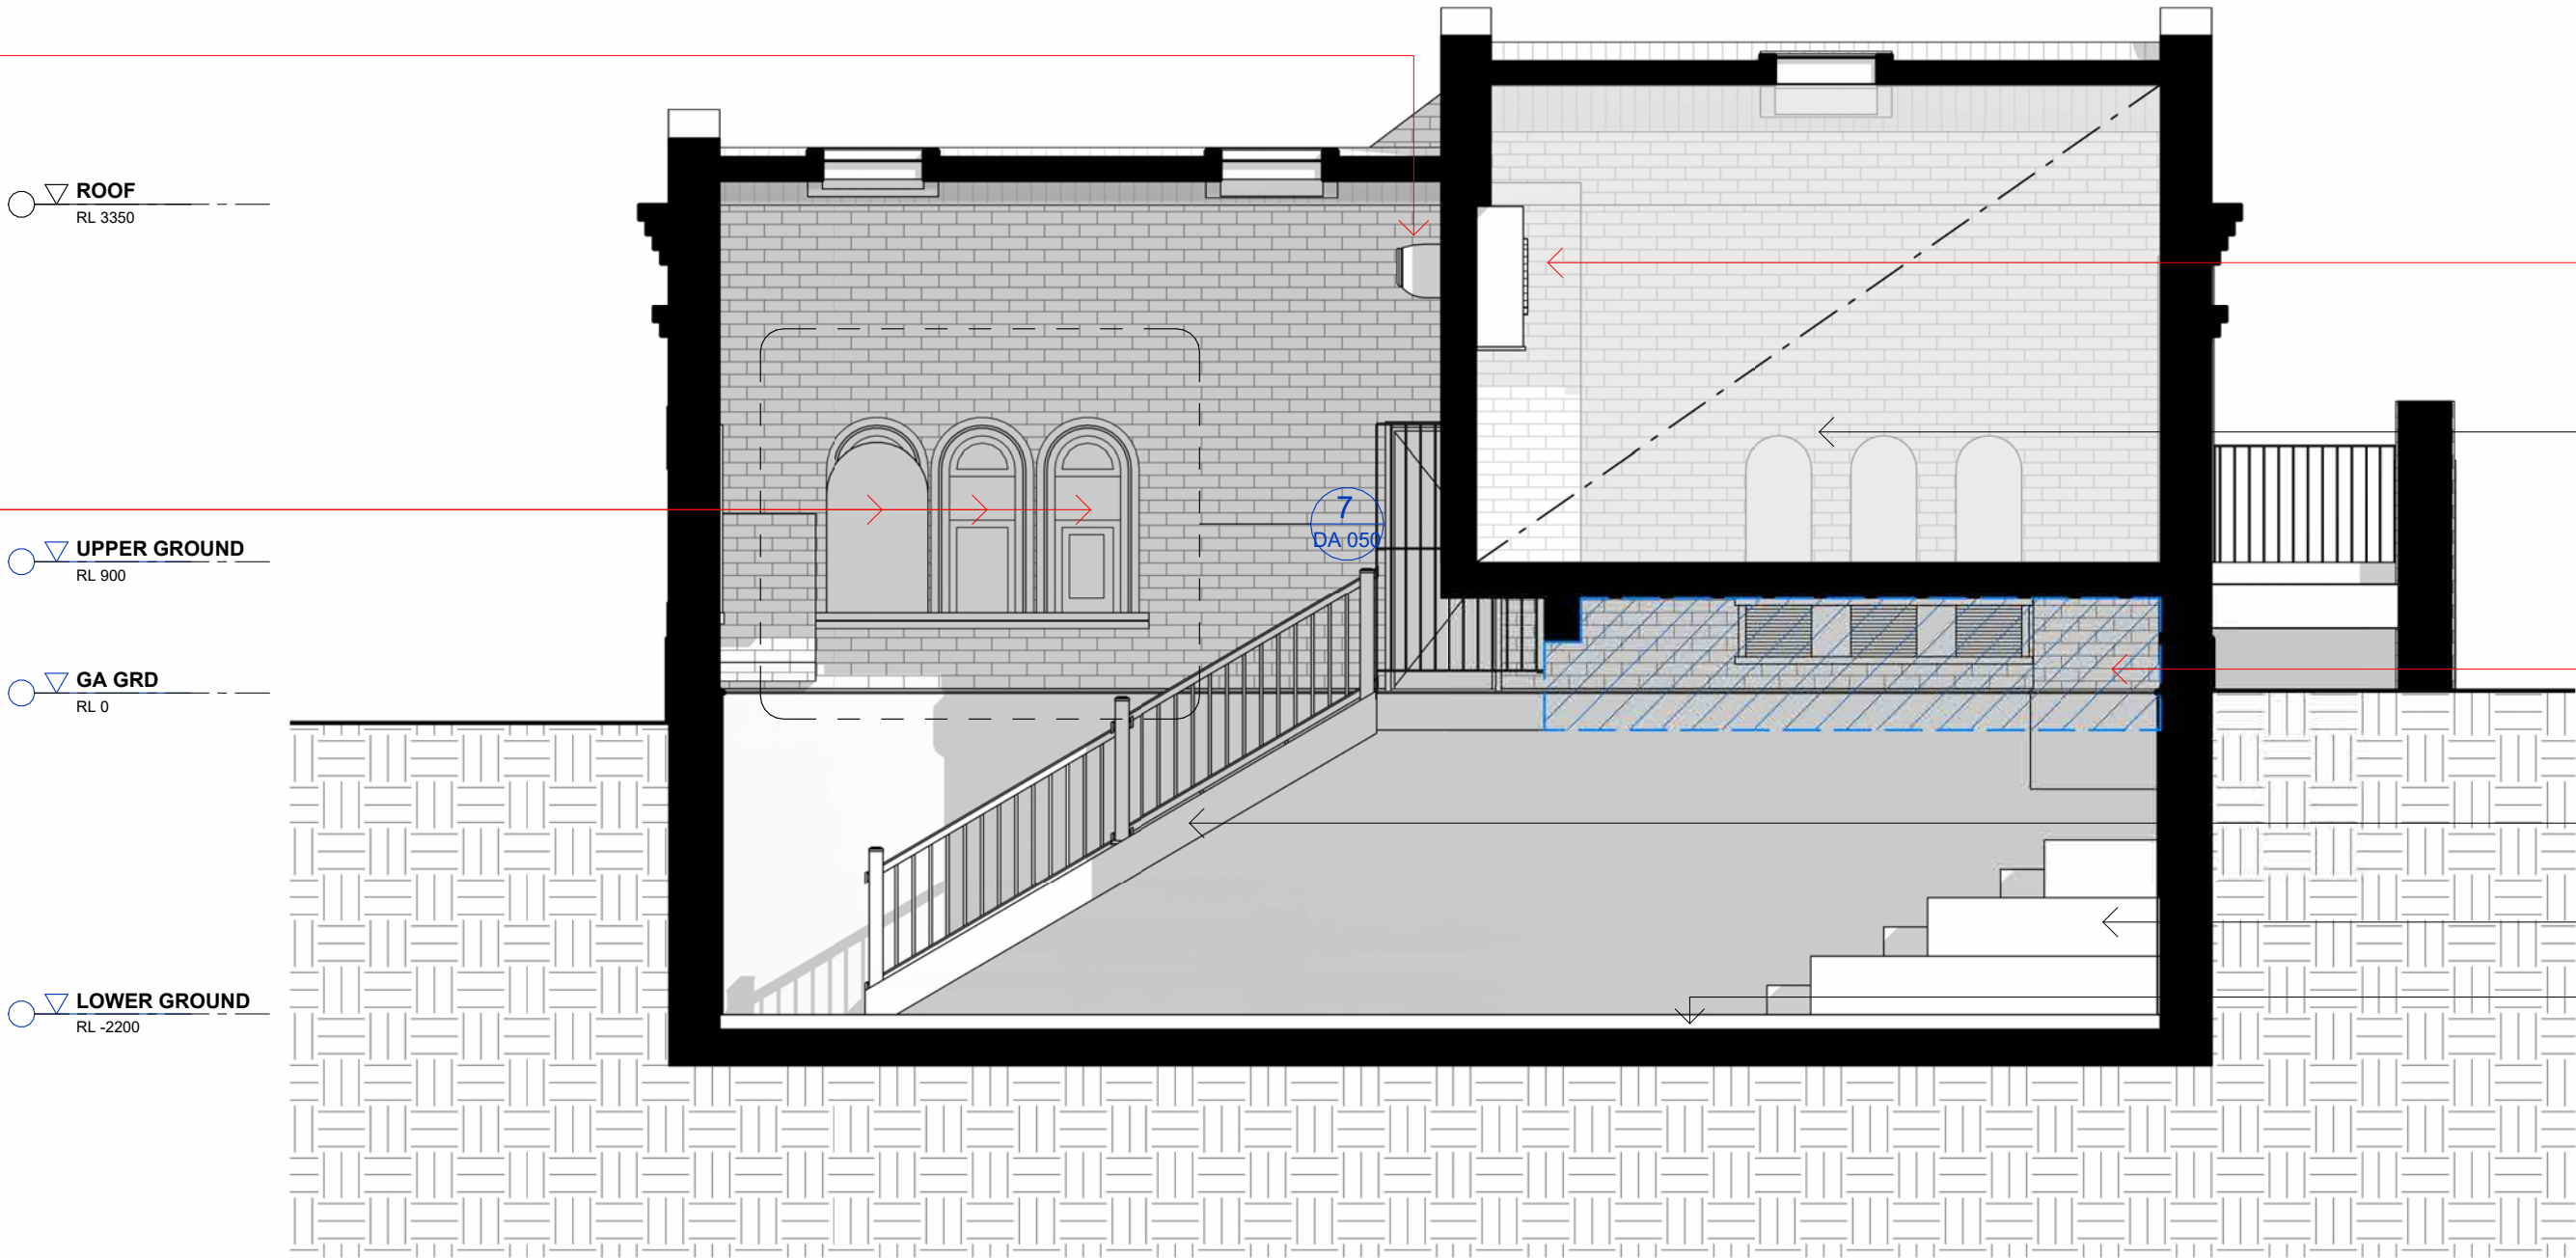 ROOF
RL 3350
UPPER GROUND
RL 900
GA GRD
RL 0
LOWER GROUND
RL -2200
7
DA 050